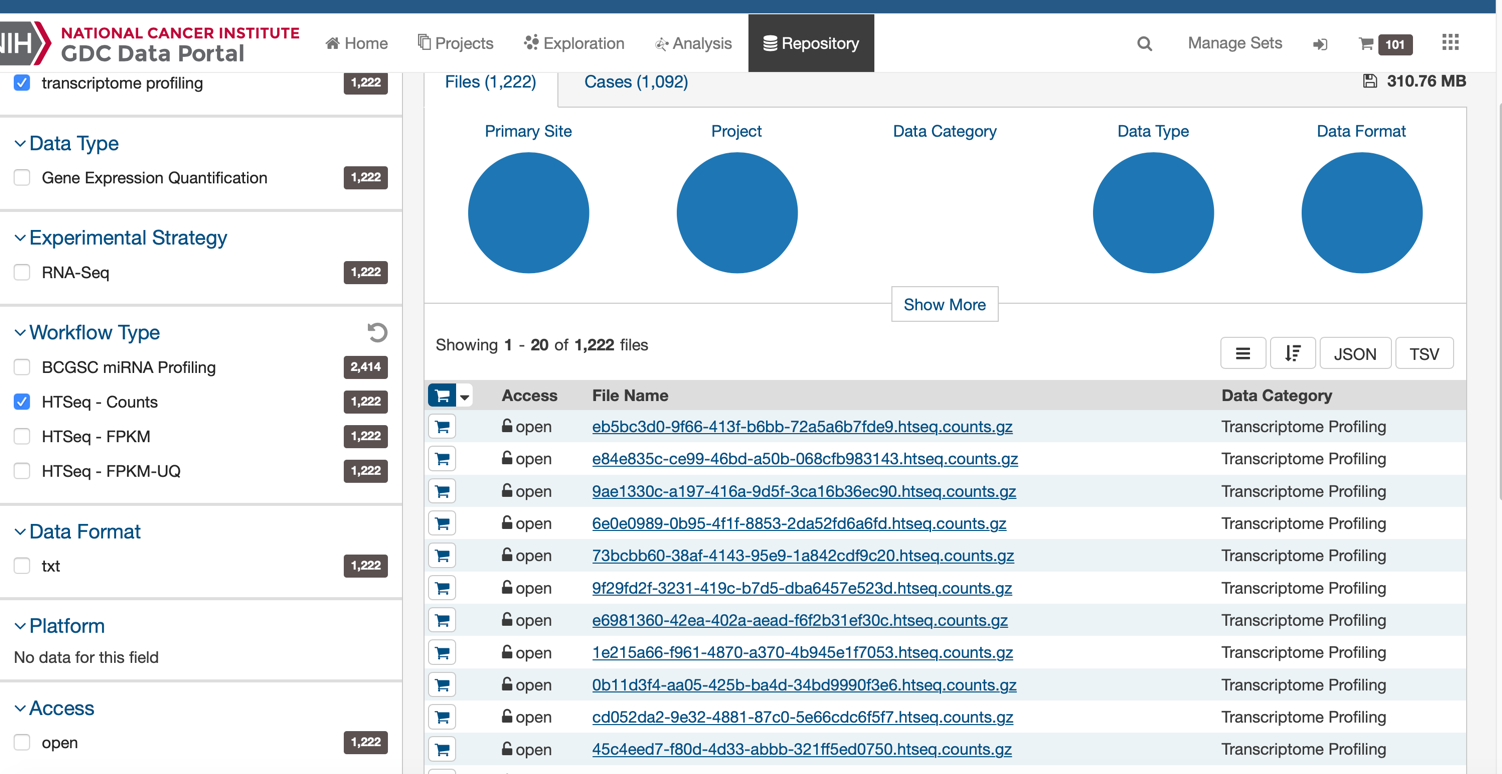 NIH NATIONAL CANCER INSTITUTE
GDC Data Portal
Home Projects Exploration Analysis Repository Manage Sets 101
transcriptome profiling 1,222
Data Type
Gene Expression Quantification 1,222
Experimental Strategy
RNA-Seq 1,222
Workflow Type
BCGSC miRNA Profiling 2,414
HTSeq - Counts 1,222
HTSeq - FPKM 1,222
HTSeq - FPKM-UQ 1,222
Data Format
txt 1,222
Platform
No data for this field
Access
open 1,222
Files (1,222) Cases (1,092) 310.76 MB
Primary Site Project Data Category Data Type Data Format
Show More
Showing 1 - 20 of 1,222 files
JSON TSV
Access File Name Data Category
open eb5bc3d0-9f66-413f-b6bb-72a5a6b7fde9.htseq.counts.gz Transcriptome Profiling
open e84e835c-ce99-46bd-a50b-068cfb983143.htseq.counts.gz Transcriptome Profiling
open 9ae1330c-a197-416a-9d5f-3ca16b36ec90.htseq.counts.gz Transcriptome Profiling
open 6e0e0989-0b95-4f1f-8853-2da52fd6a6fd.htseq.counts.gz Transcriptome Profiling
open 73bcbb60-38af-4143-95e9-1a842cdf9c20.htseq.counts.gz Transcriptome Profiling
open 9f29fd2f-3231-419c-b7d5-dba6457e523d.htseq.counts.gz Transcriptome Profiling
open e6981360-42ea-402a-aead-f6f2b31ef30c.htseq.counts.gz Transcriptome Profiling
open 1e215a66-f961-4870-a370-4b945e1f7053.htseq.counts.gz Transcriptome Profiling
open 0b11d3f4-aa05-425b-ba4d-34bd9990f3e6.htseq.counts.gz Transcriptome Profiling
open cd052da2-9e32-4881-87c0-5e66cdc6f5f7.htseq.counts.gz Transcriptome Profiling
open 45c4eed7-f80d-4d33-abbb-321ff5ed0750.htseq.counts.gz Transcriptome Profiling